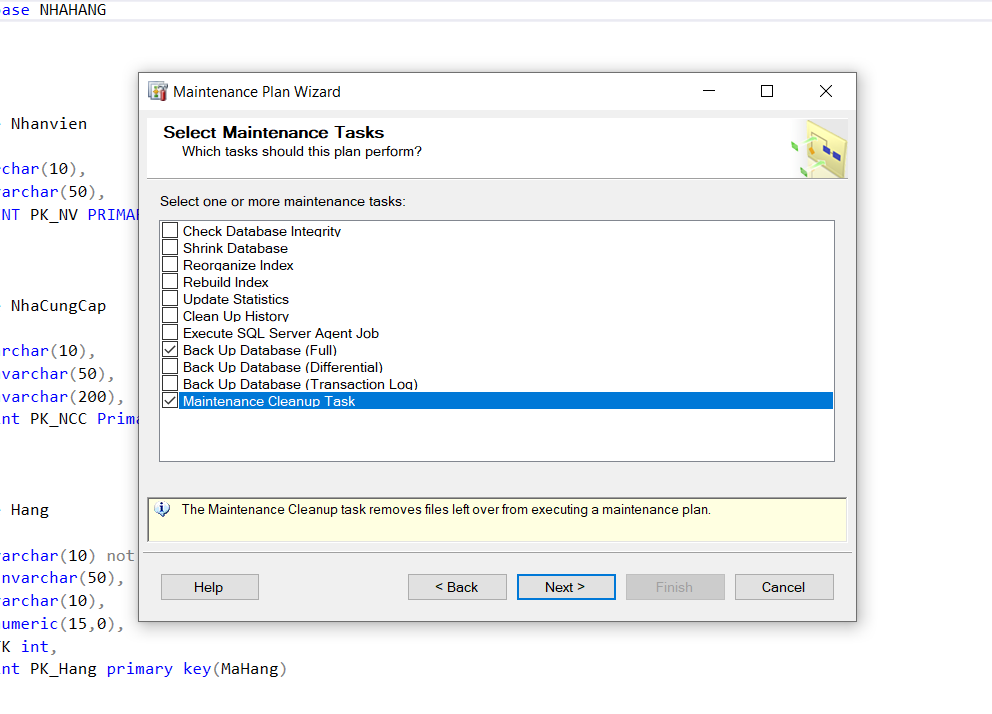 ase NHAHANG
Maintenance Plan Wizard
Select Maintenance Tasks
Which tasks should this plan perform?
Select one or more maintenance tasks:
Check Database Integrity
Shrink Database
Reorganize Index
Rebuild Index
Update Statistics
Clean Up History
Execute SQL Server Agent Job
Back Up Database (Full)
Back Up Database (Differential)
Back Up Database (Transaction Log)
Maintenance Cleanup Task
The Maintenance Cleanup task removes files left over from executing a maintenance plan.
Help
< Back
Next >
Finish
Cancel
Nhanvien
char(10),
archar(50),
NT PK_NV PRIMAR
NhaCungCap
rchar(10),
varchar(50),
varchar(200),
nt PK_NCC Prima
Hang
archar(10) not
nvarchar(50),
archar(10),
umeric(15,0),
K int,
nt PK_Hang primary key(MaHang)